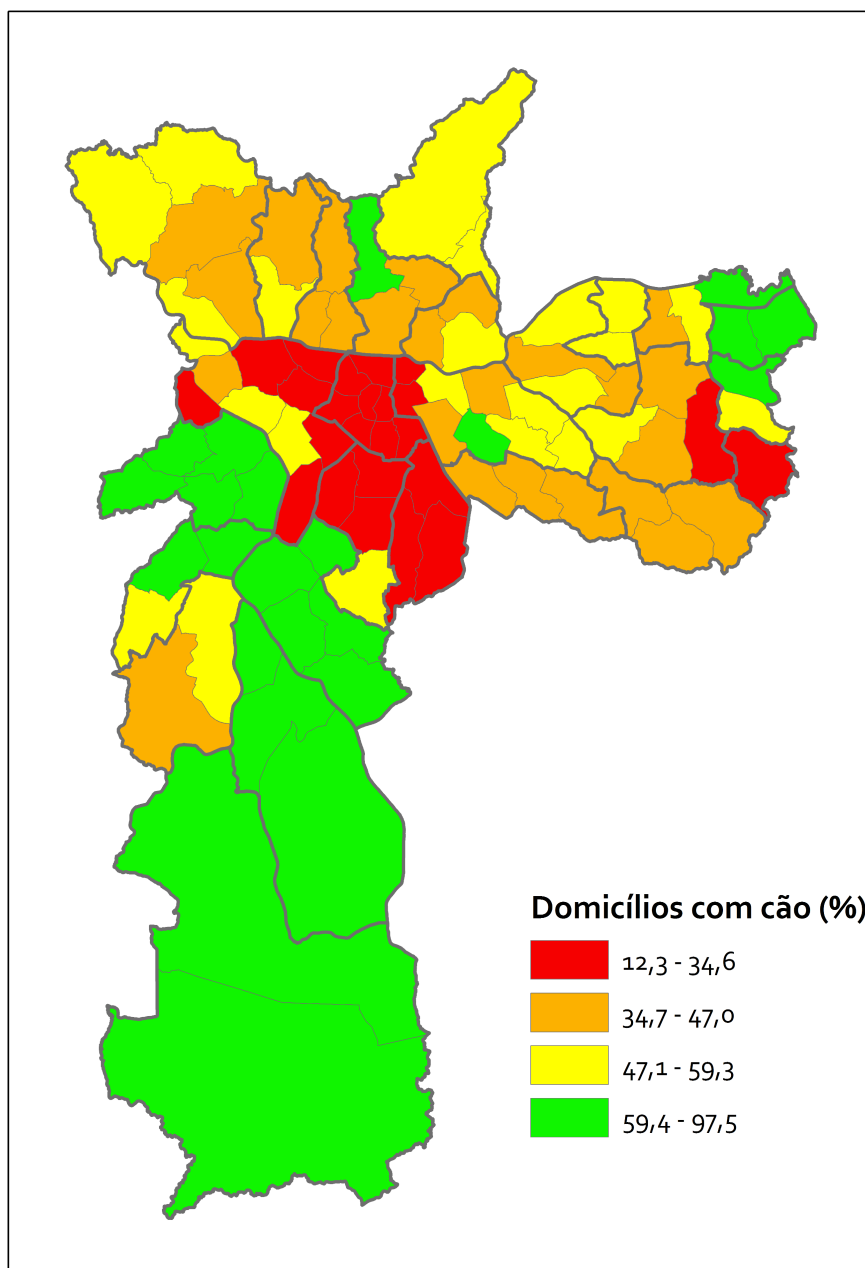 Domicílios com cão (%)
12,3 - 34,6
34,7 - 47,0
47,1 - 59,3
59,4 - 97,5